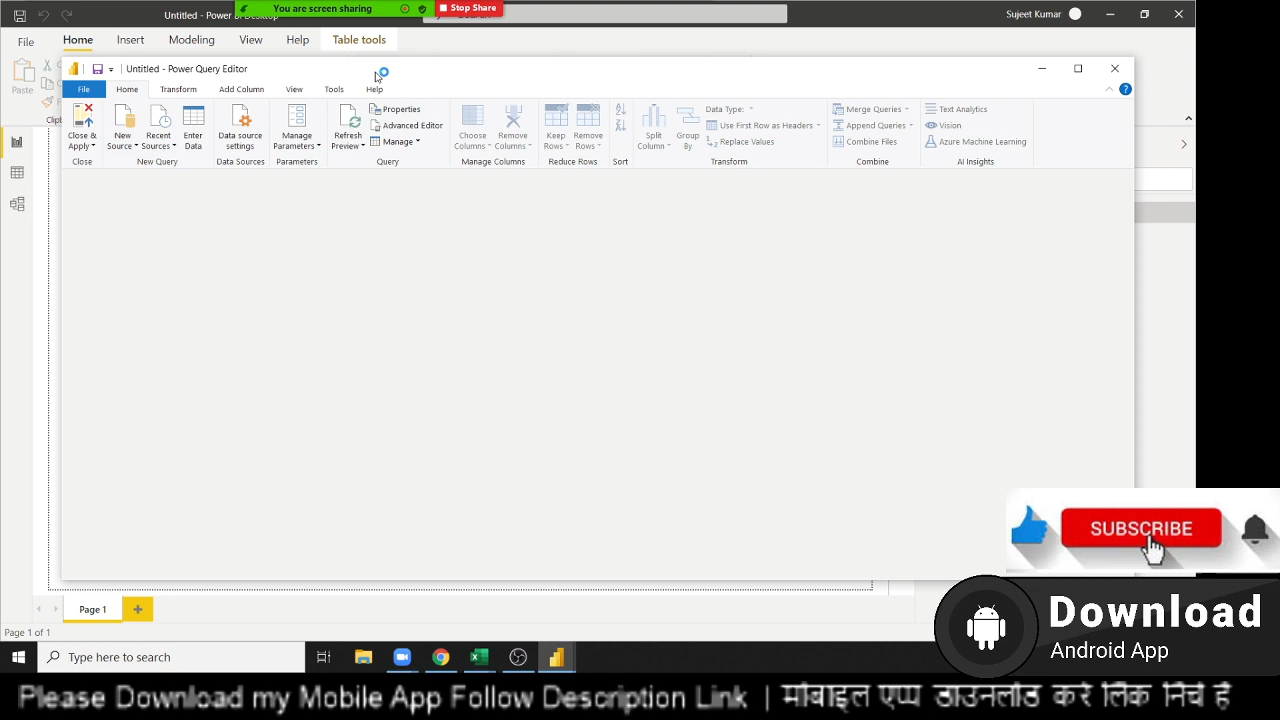 Untitled - Power BI Desktop
You are screen sharing
Stop Share
Search
Sujeet Kumar
File
Home
Insert
Modeling
View
Help
Table tools
Paste
Untitled - Power Query Editor
File
Home
Transform
Add Column
View
Tools
Help
Close & Apply
New Source
Recent Sources
Enter Data
Data source settings
Manage Parameters
Refresh Preview
Properties
Advanced Editor
Manage
Choose Columns
Remove Columns
Keep Rows
Remove Rows
Split Column
Group By
Data Type:
Use First Row as Headers
Replace Values
Merge Queries
Append Queries
Combine Files
Text Analytics
Vision
Azure Machine Learning
Close
New Query
Data Sources
Parameters
Query
Manage Columns
Reduce Rows
Sort
Transform
Combine
AI Insights
SUBSCRIBE
Download
Android App
Page 1
Page 1 of 1
Type here to search
Please Download my Mobile App Follow Description Link | मोबाइल एप्प डाउनलोड करे लिंक निचे है